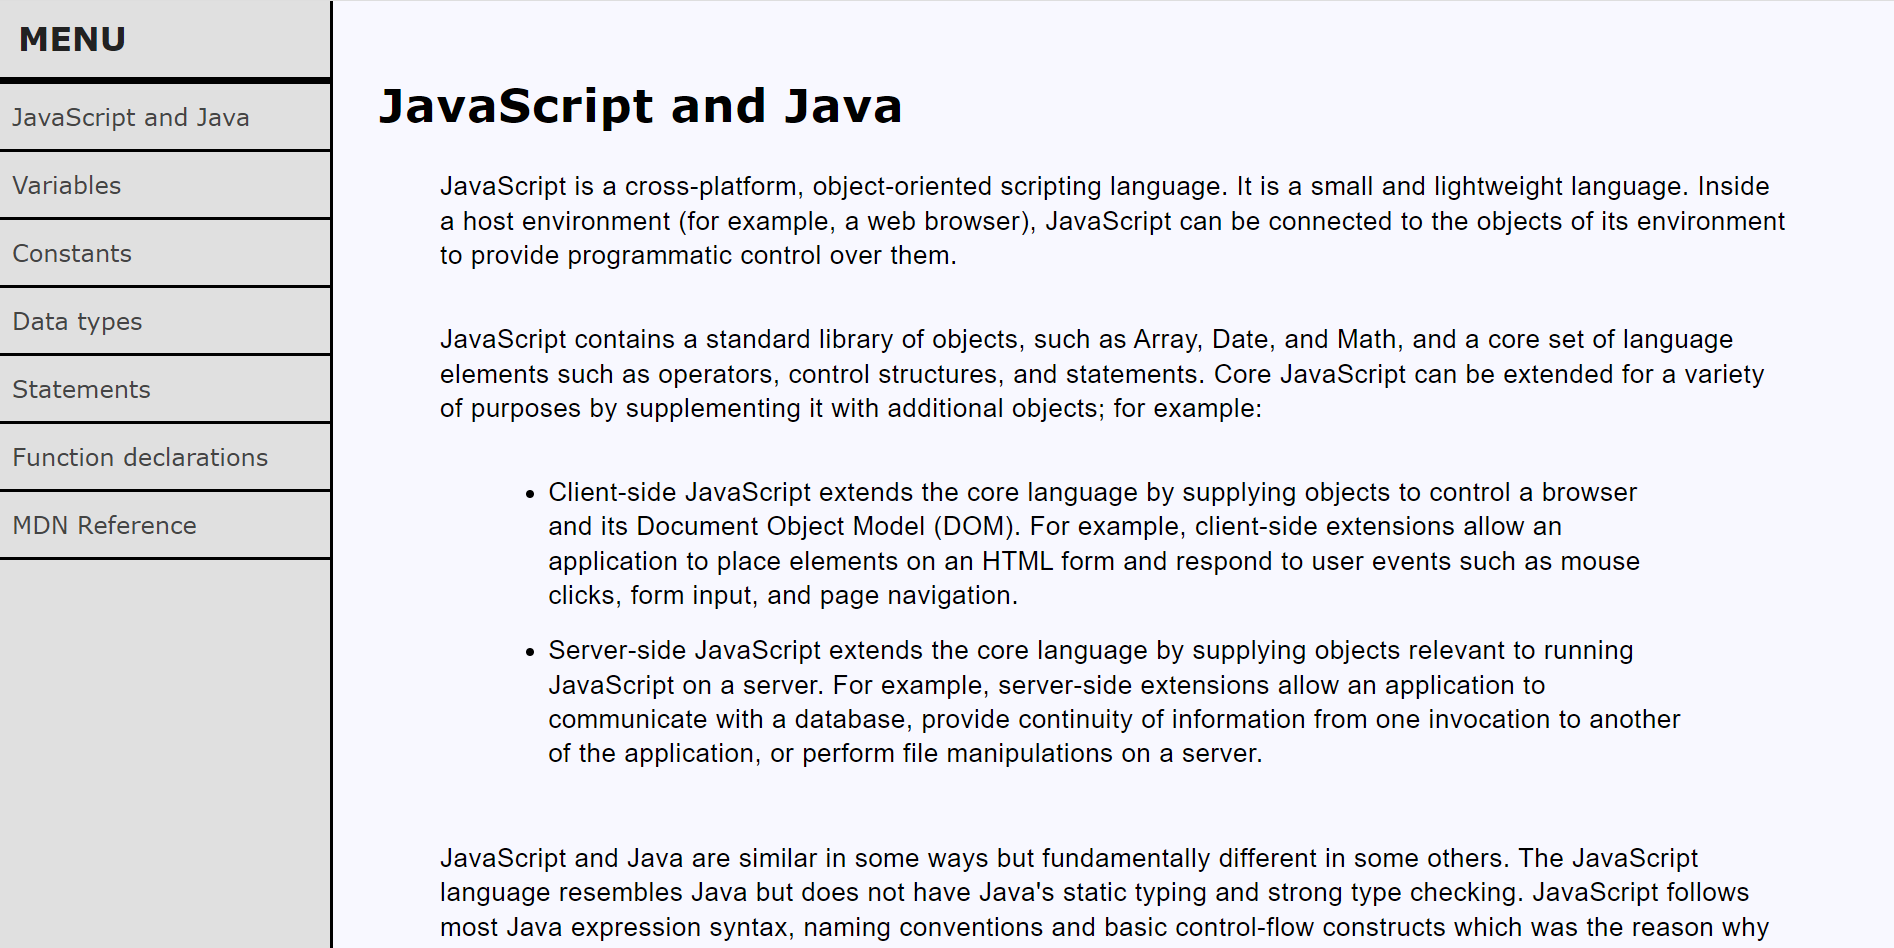 MENU
JavaScript and Java
Variables
Constants
Data types
Statements
Function declarations
MDN Reference
JavaScript and Java
JavaScript is a cross-platform, object-oriented scripting language. It is a small and lightweight language. Inside
a host environment (for example, a web browser), JavaScript can be connected to the objects of its environment
to provide programmatic control over them.
JavaScript contains a standard library of objects, such as Array, Date, and Math, and a core set of language
elements such as operators, control structures, and statements. Core JavaScript can be extended for a variety
of purposes by supplementing it with additional objects; for example:
• Client-side JavaScript extends the core language by supplying objects to control a browser
and its Document Object Model (DOM). For example, client-side extensions allow an
application to place elements on an HTML form and respond to user events such as mouse
clicks, form input, and page navigation.
• Server-side JavaScript extends the core language by supplying objects relevant to running
JavaScript on a server. For example, server-side extensions allow an application to
communicate with a database, provide continuity of information from one invocation to another
of the application, or perform file manipulations on a server.
JavaScript and Java are similar in some ways but fundamentally different in some others. The JavaScript
language resembles Java but does not have Java's static typing and strong type checking. JavaScript follows
most Java expression syntax, naming conventions and basic control-flow constructs which was the reason why